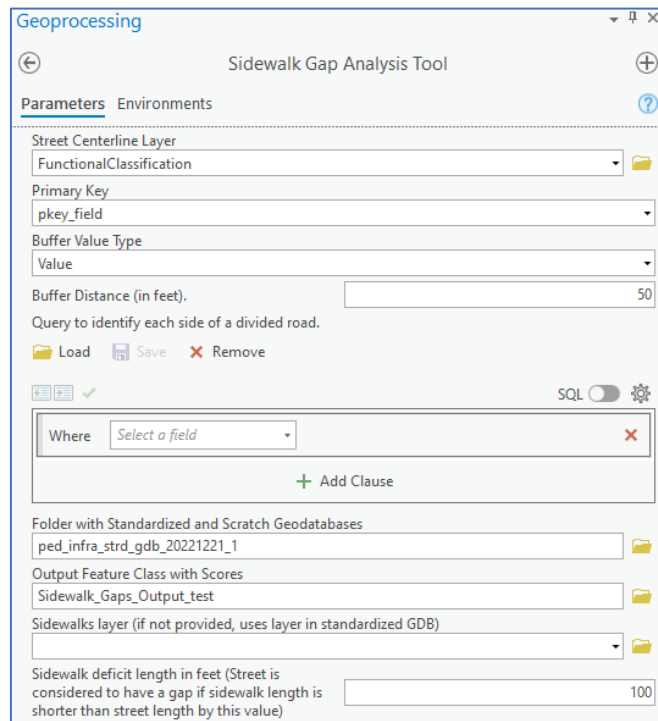 Geoprocessing
Sidewalk Gap Analysis Tool
Parameters Environments
Street Centerline Layer
FunctionalClassification
Primary Key
pkey_field
Buffer Value Type
Value
Buffer Distance (in feet). 50
Query to identify each side of a divided road.
Load Save Remove
SQL
Where Select a field
Add Clause
Folder with Standardized and Scratch Geodatabases
ped_infra_strd_gdb_20221221_1
Output Feature Class with Scores
Sidewalk_Gaps_Output_test
Sidewalks layer (if not provided, uses layer in standardized GDB)
Sidewalk deficit length in feet (Street is
considered to have a gap if sidewalk length is 100
shorter than street length by this value)